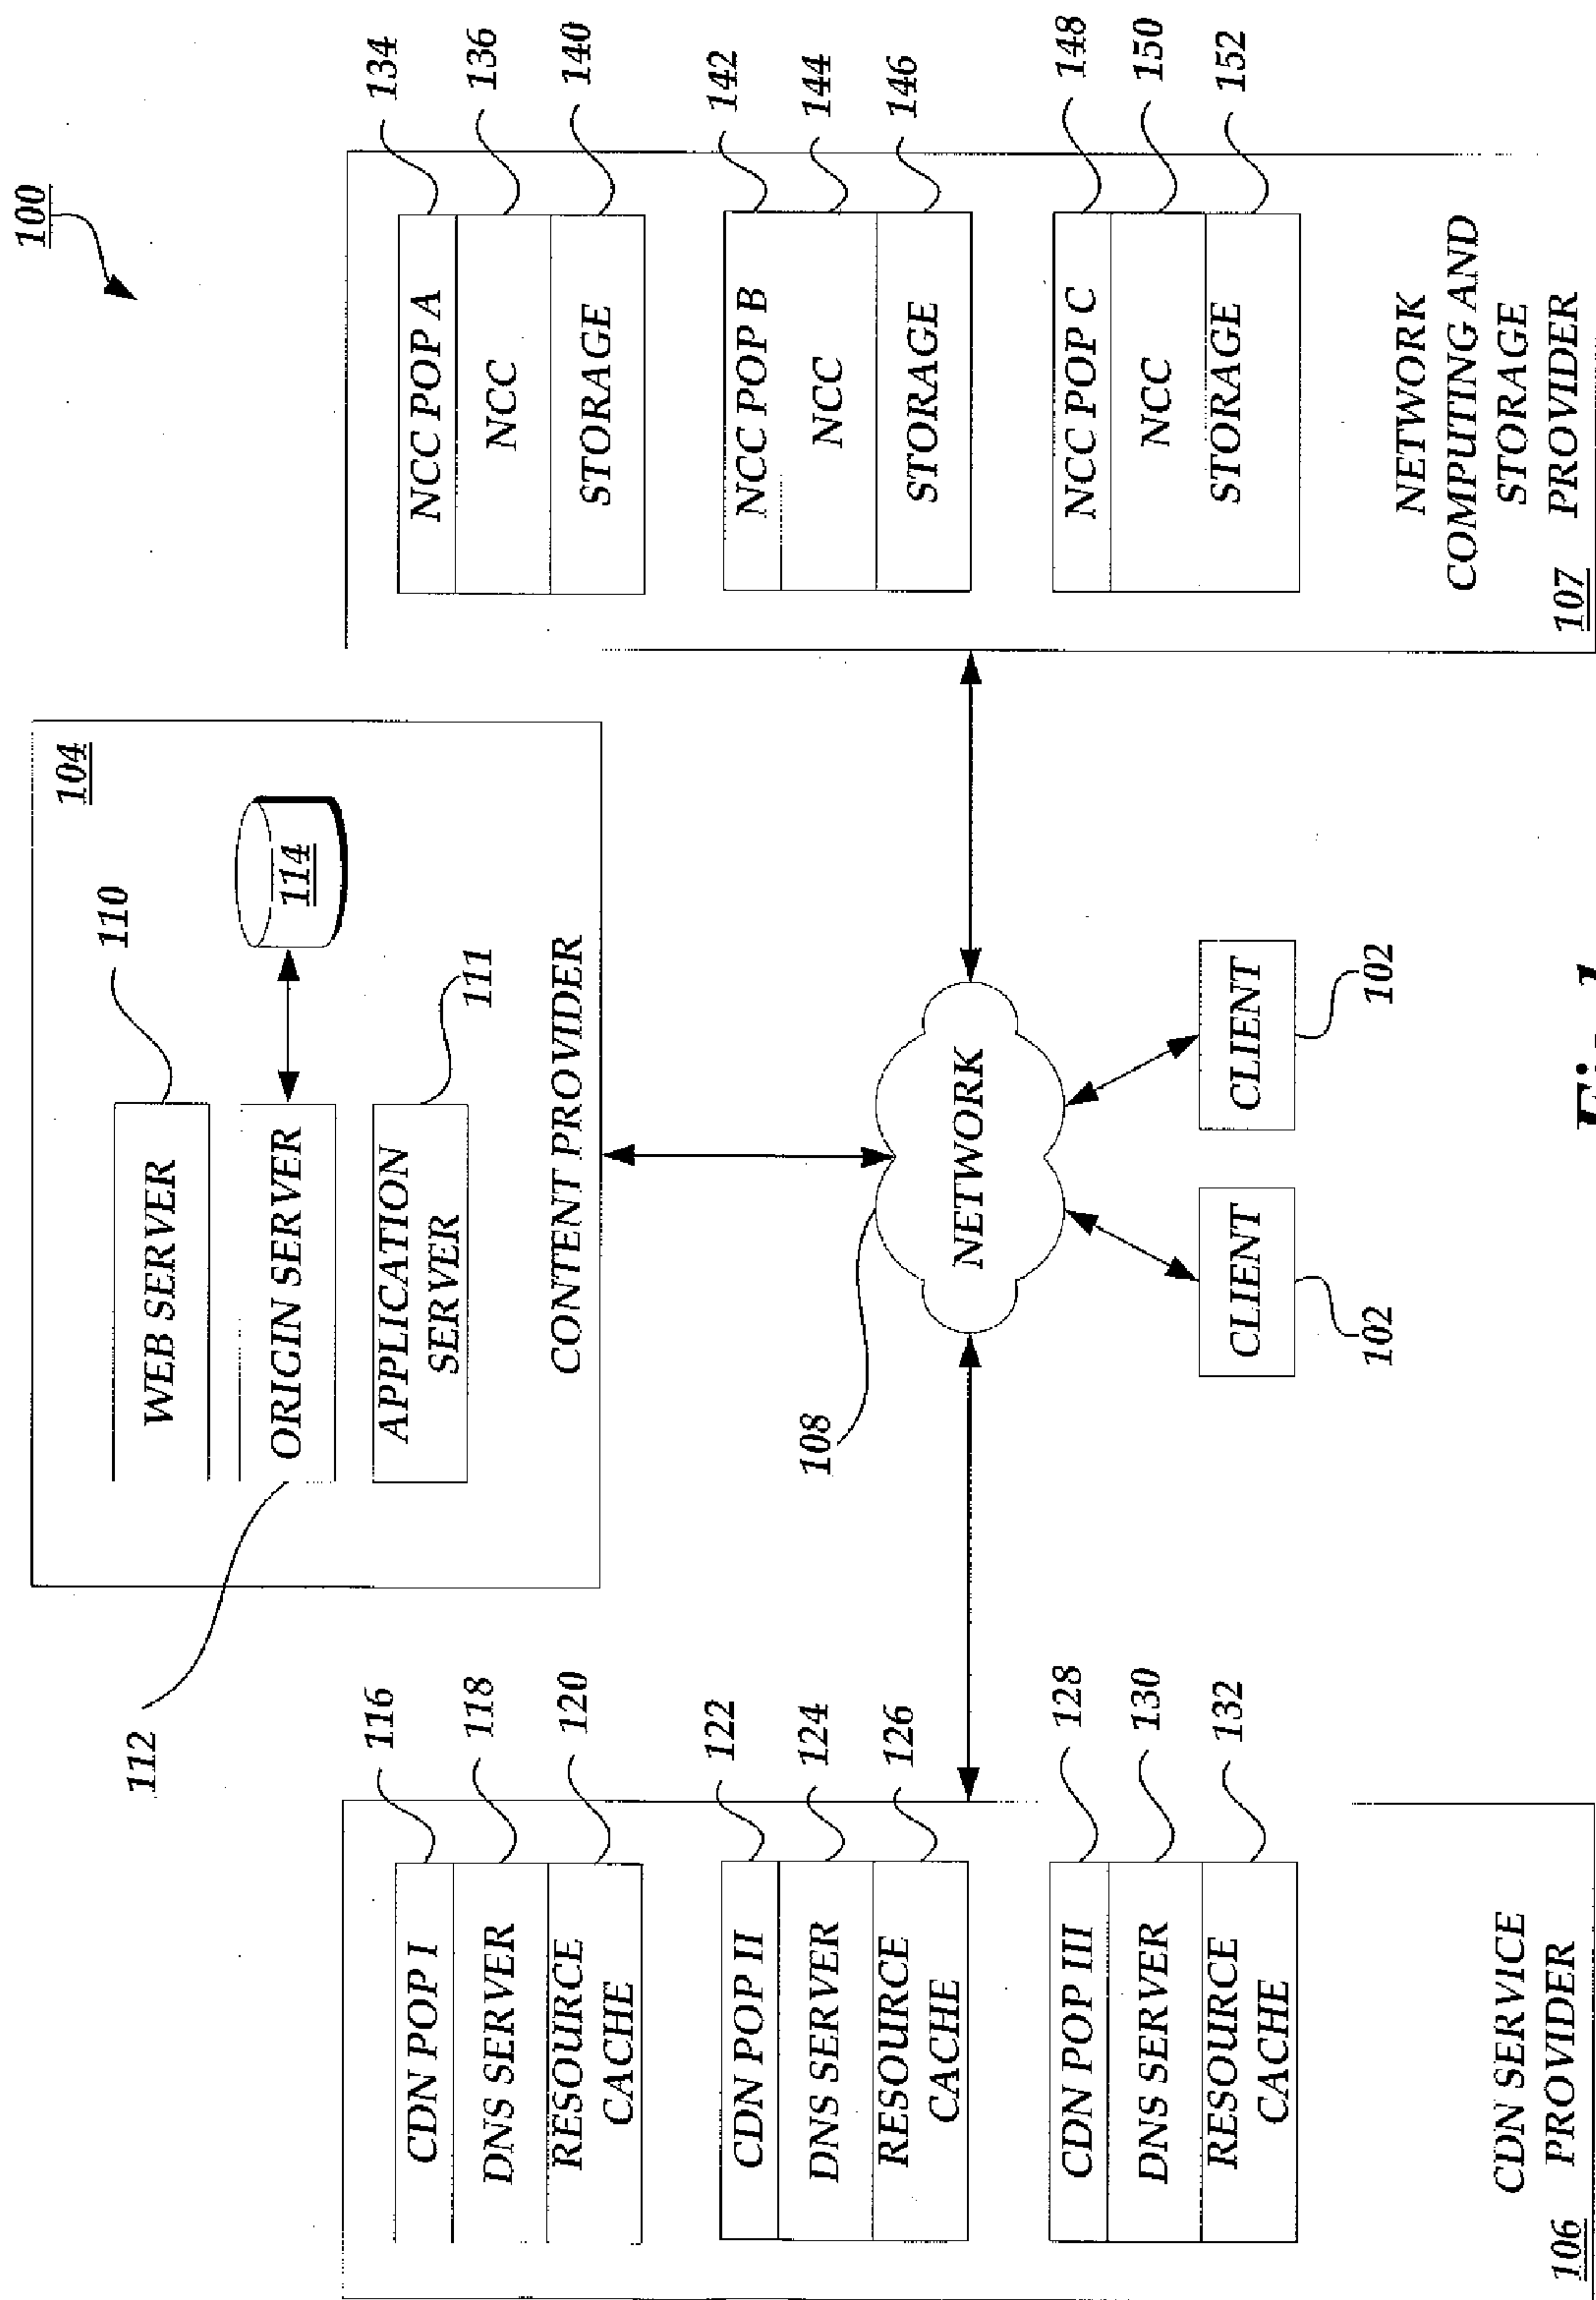 100
104
110
WEB SERVER
ORIGIN SERVER
114
112
APPLICATION
SERVER
111
CONTENT PROVIDER
116
CDN POP I
118
DNS SERVER
120
RESOURCE
CACHE
122
CDN POP II
124
DNS SERVER
126
RESOURCE
CACHE
128
CDN POP III
130
DNS SERVER
132
RESOURCE
CACHE
CDN SERVICE
PROVIDER
106
108
NETWORK
CLIENT
102
CLIENT
102
134
NCC POP A
136
NCC
140
STORAGE
142
NCC POP B
144
NCC
146
STORAGE
148
NCC POP C
150
NCC
152
STORAGE
NETWORK
COMPUTING AND
STORAGE
PROVIDER
107